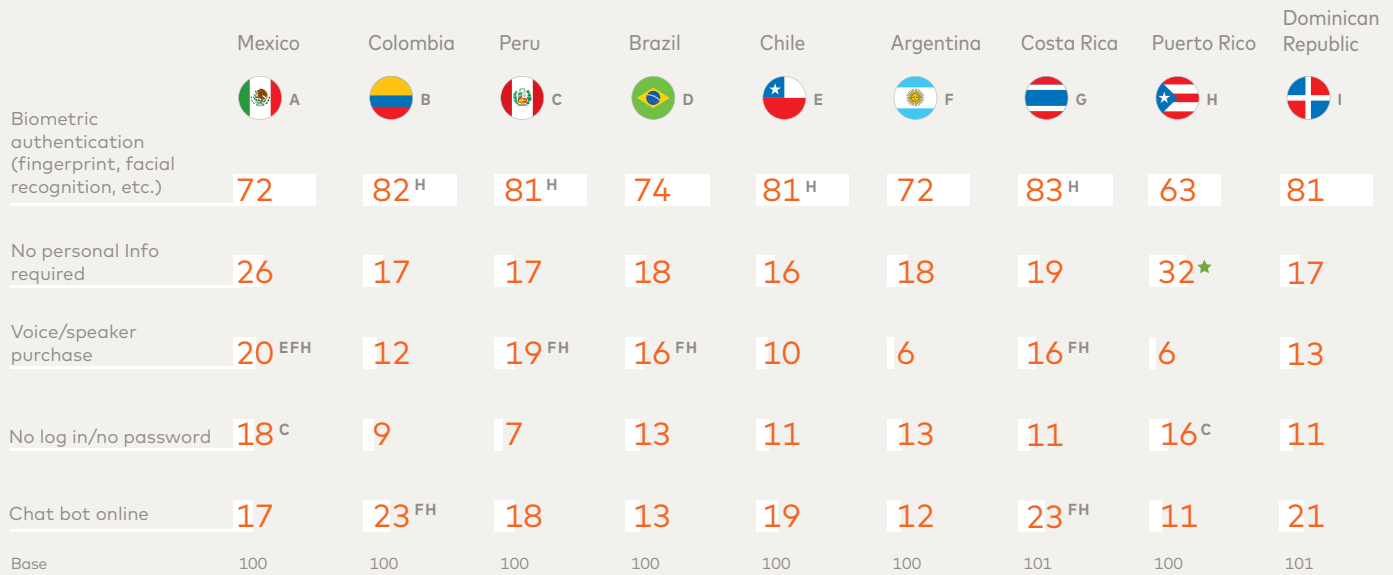 Dominican
Mexico Colombia Peru Brazil Chile Argentina Costa Rica Puerto Rico Republic
A B C D E F G H I
Biometric
authentication
(fingerprint, facial
recognition, etc.) 72 82 H 81 H 74 81 H 72 83 H 63 81
No personal Info
required 26 17 17 18 16 18 19 32 ★ 17
Voice/speaker
purchase 20 EFH 12 19 FH 16 FH 10 6 16 FH 6 13
No log in/no password 18 C 9 7 13 11 13 11 16 C 11
Chat bot online 17 23 FH 18 13 19 12 23 FH 11 21
Base 100 100 100 100 100 100 101 100 101